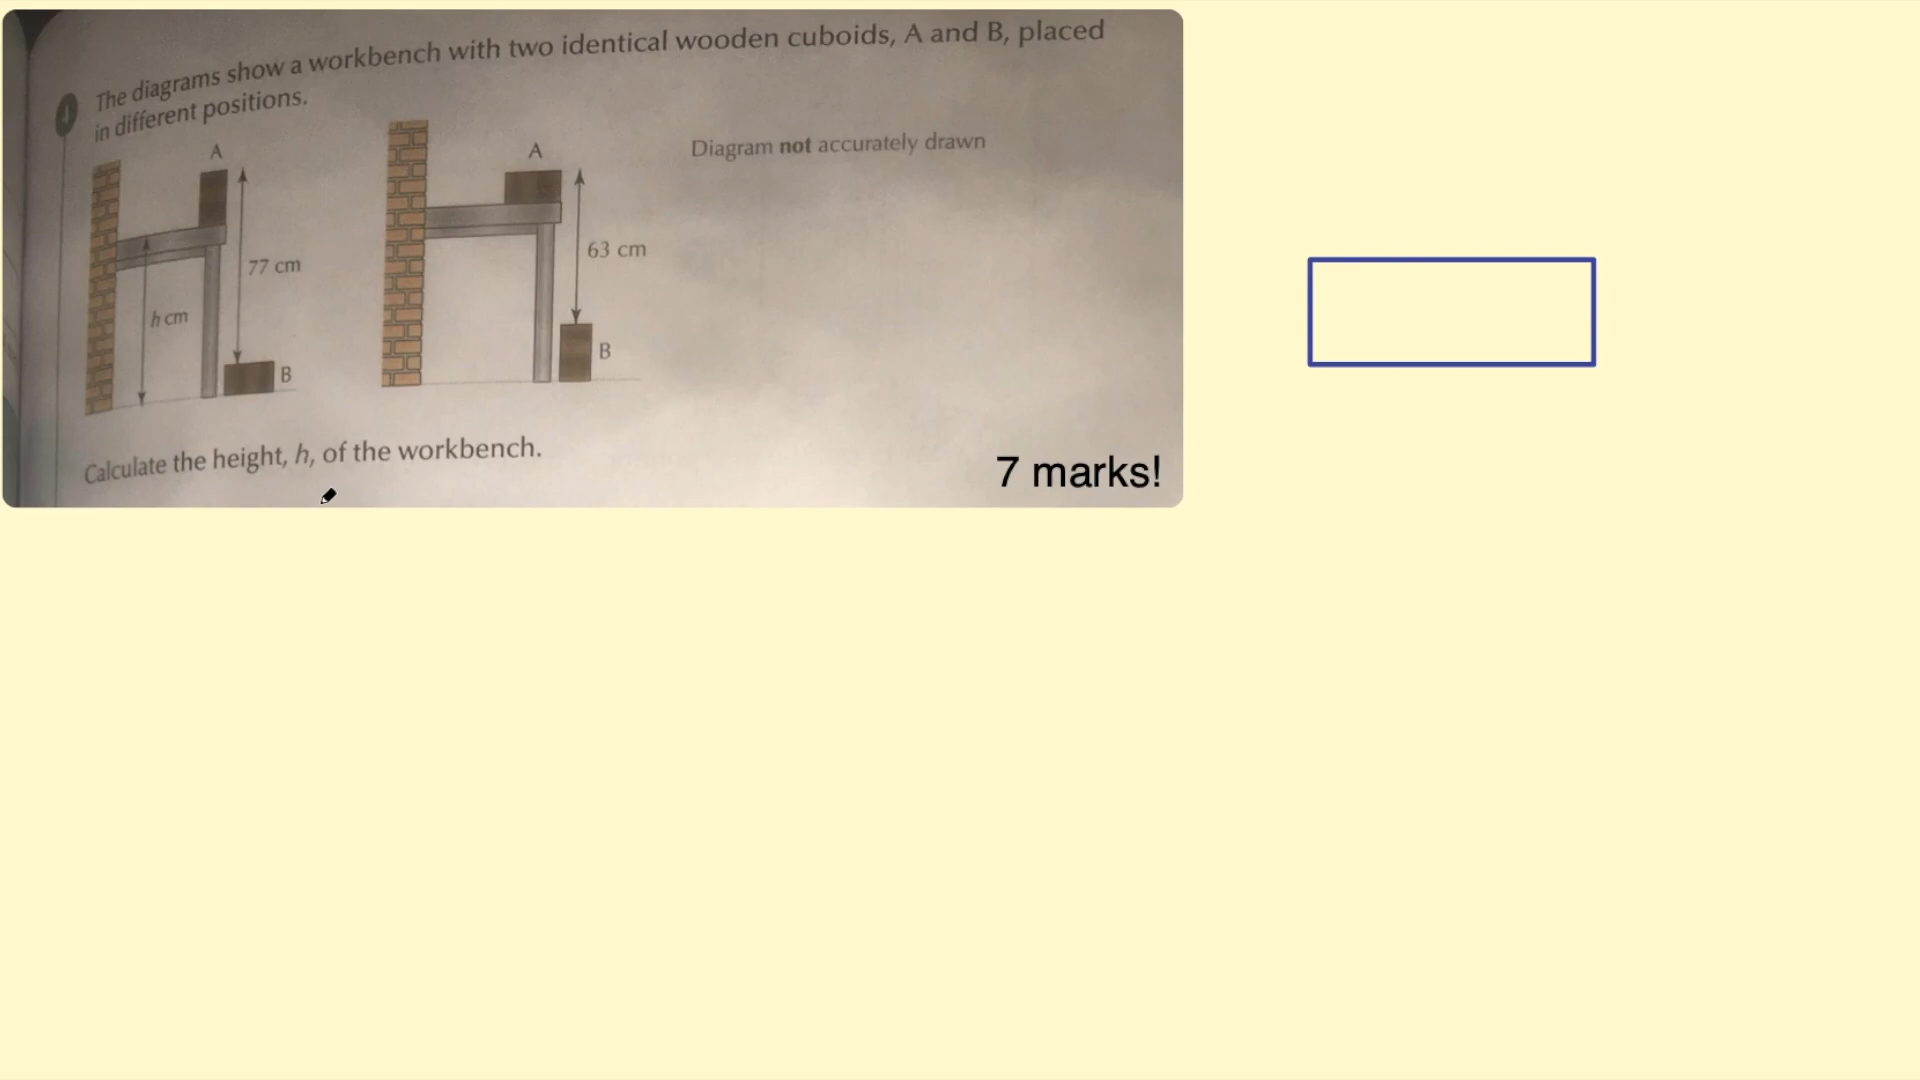 The diagrams show a workbench with two identical wooden cuboids, A and B, placed
in different positions.
A
77 cm
h cm
B
A
63 cm
B
Diagram not accurately drawn
Calculate the height, h, of the workbench.
7 marks!